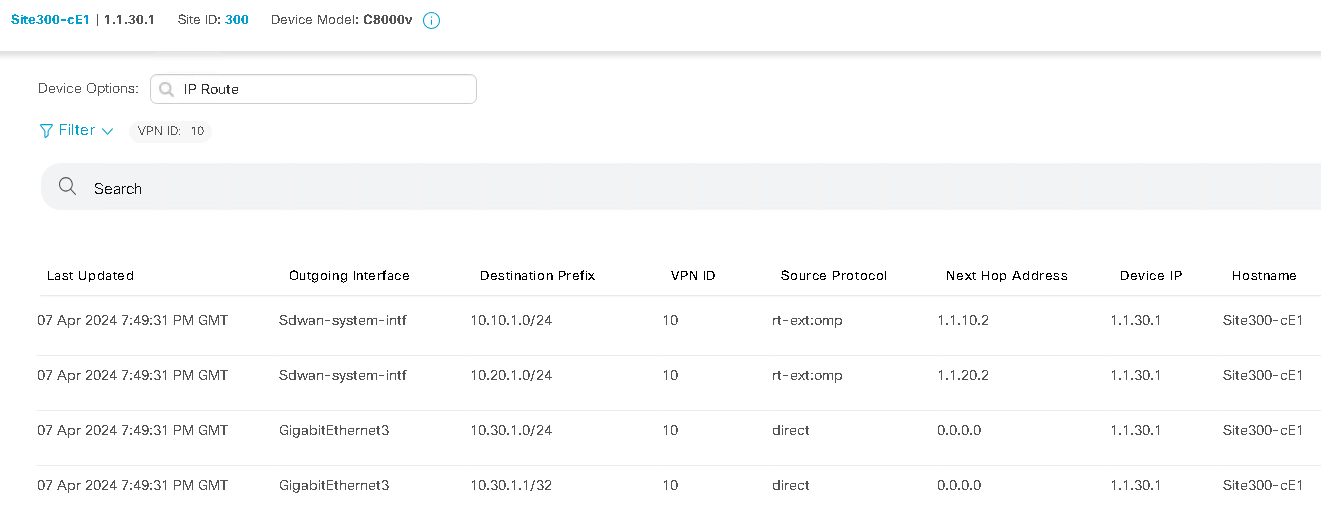 Site300-cE1 | 1.1.30.1 Site ID: 300 Device Model: C8000v
Device Options: IP Route
Filter VPN ID: 10
Search
Last Updated Outgoing Interface Destination Prefix VPN ID Source Protocol Next Hop Address Device IP Hostname
07 Apr 2024 7:49:31 PM GMT Sdwan-system-intf 10.10.1.0/24 10 rt-ext:omp 1.1.10.2 1.1.30.1 Site300-cE1
07 Apr 2024 7:49:31 PM GMT Sdwan-system-intf 10.20.1.0/24 10 rt-ext:omp 1.1.20.2 1.1.30.1 Site300-cE1
07 Apr 2024 7:49:31 PM GMT GigabitEthernet3 10.30.1.0/24 10 direct 0.0.0.0 1.1.30.1 Site300-cE1
07 Apr 2024 7:49:31 PM GMT GigabitEthernet3 10.30.1.1/32 10 direct 0.0.0.0 1.1.30.1 Site300-cE1